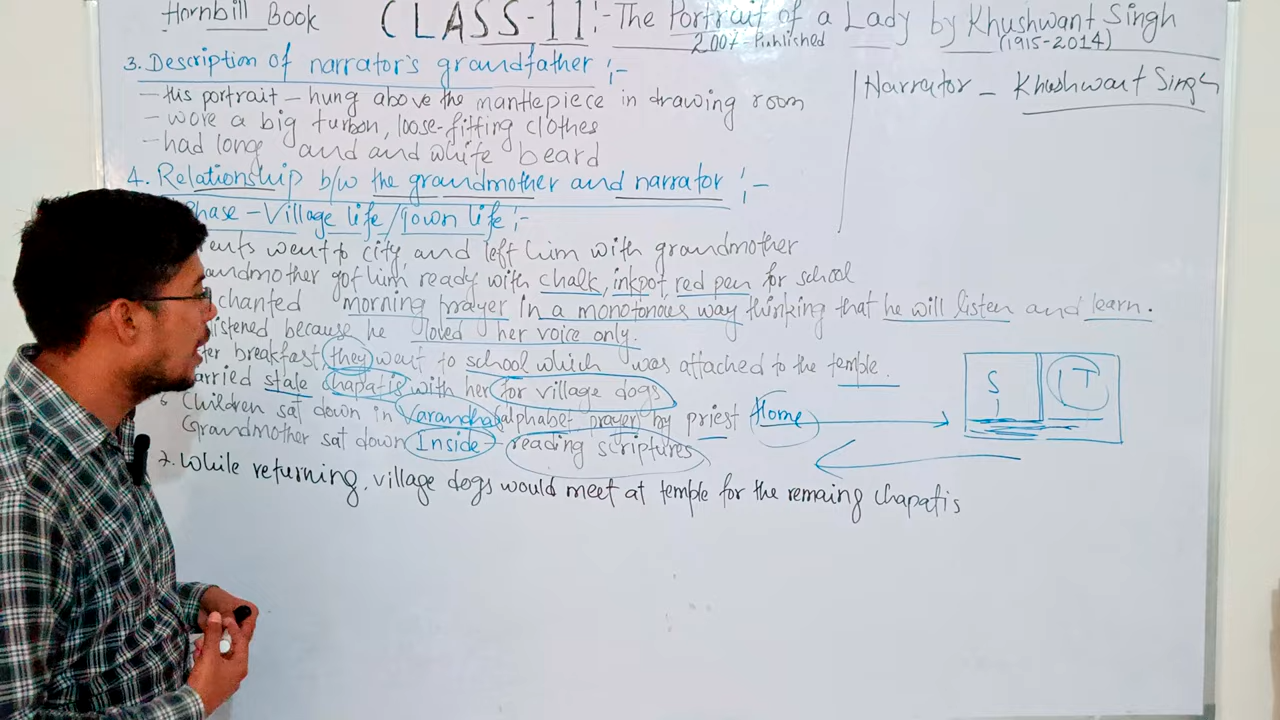 Hornbill Book CLASS-11:- The Portrait of a Lady by Khushwant Singh
2007-Published (1915-2014)
3. Description of narrator's grandfather :-
- His portrait - hung above the mantlepiece in drawing room
- wore a big turban, loose-fitting clothes
- had long and and white beard
Narrator - Khushwant Singh
4. Relationship b/w the grandmother and narrator :-
Phase - Village life / Town life :-
ents went to city and left him with grandmother
andmother got him ready with chalk, inkpot, red pen for school
chanted morning prayer in a monotonous way thinking that he will listen and learn.
istened because he loved her voice only.
ter breakfast they went to school which was attached to the temple.
arried stale chapatis with her for village dogs
6 Children sat down in Varandha (alphabet prayer) by priest Home
Grandmother sat down Inside - reading scriptures
S T
7. While returning, village dogs would meet at temple for the remaing chapatis